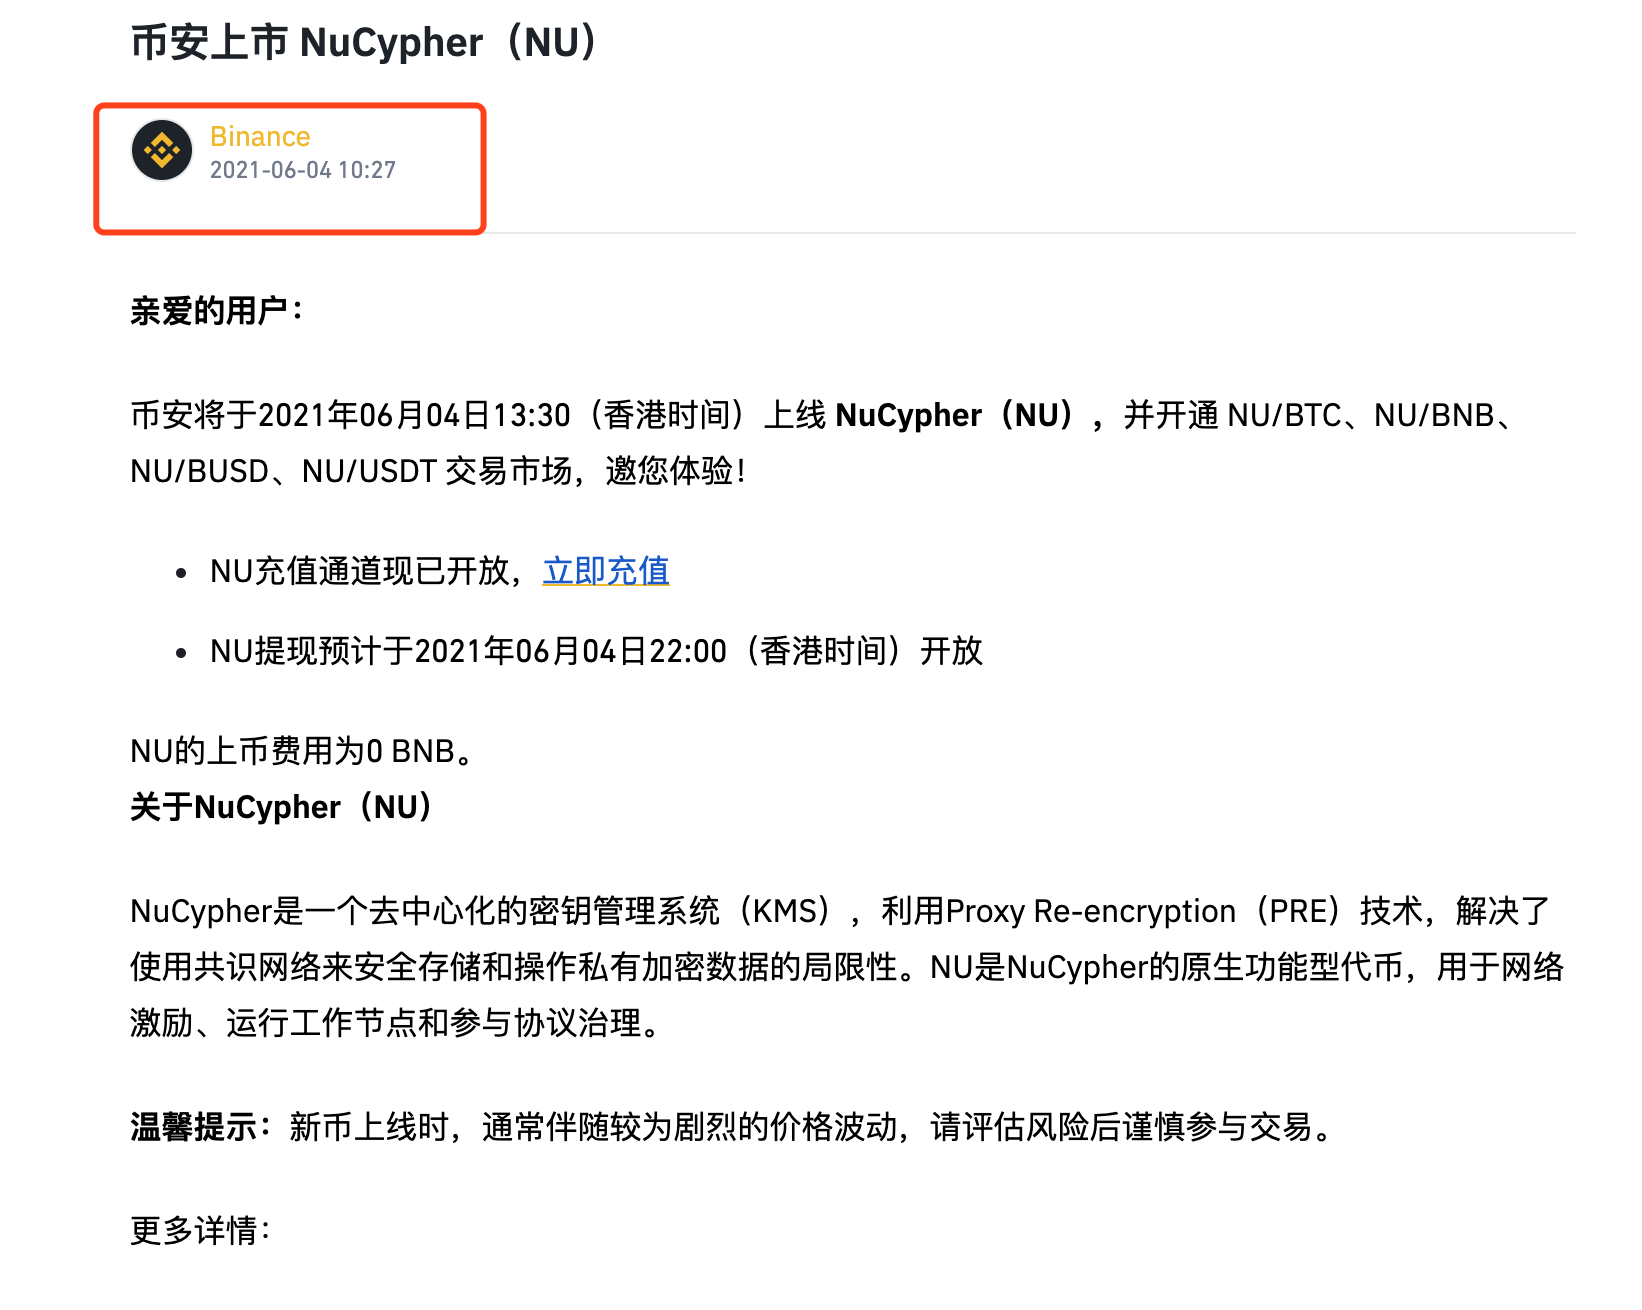 币安上市 NuCypher（NU）
Binance
2021-06-04 10:27
亲爱的用户：
币安将于2021年06月04日13:30（香港时间）上线 NuCypher（NU），并开通 NU/BTC、NU/BNB、
NU/BUSD、NU/USDT 交易市场，邀您体验！
• NU充值通道现已开放，立即充值
• NU提现预计于2021年06月04日22:00（香港时间）开放
NU的上币费用为0 BNB。
关于NuCypher（NU）
NuCypher是一个去中心化的密钥管理系统（KMS），利用Proxy Re-encryption（PRE）技术，解决了
使用共识网络来安全存储和操作私有加密数据的局限性。NU是NuCypher的原生功能型代币，用于网络
激励、运行工作节点和参与协议治理。
温馨提示：新币上线时，通常伴随较为剧烈的价格波动，请评估风险后谨慎参与交易。
更多详情：